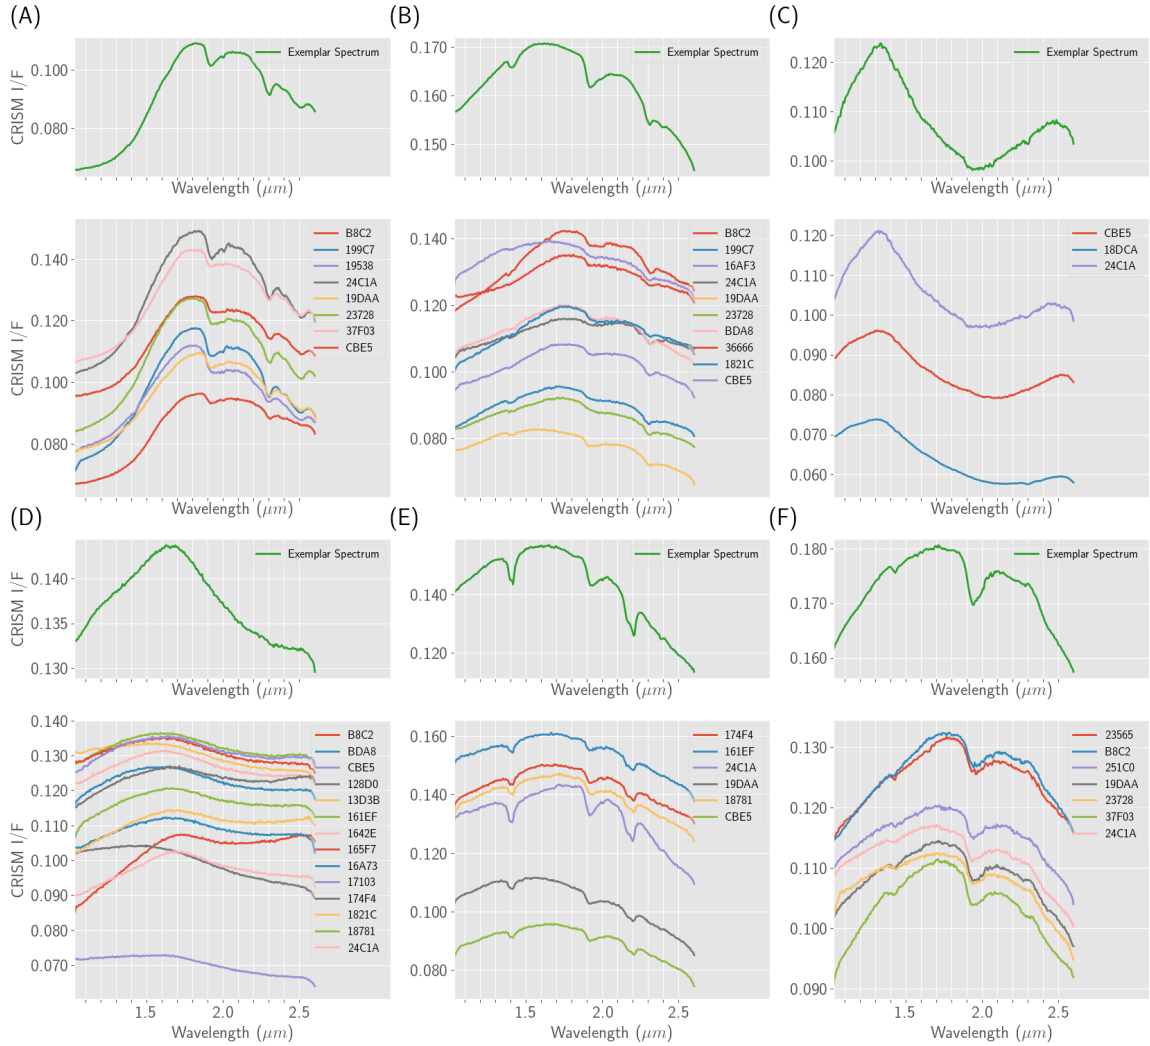 (A)
(B)
(C)
CRISM I/F
0.100
0.080
Exemplar Spectrum
Wavelength (μm)
0.170
0.160
0.150
Exemplar Spectrum
Wavelength (μm)
0.120
0.110
0.100
Exemplar Spectrum
Wavelength (μm)
CRISM I/F
0.140
0.120
0.100
0.080
B8C2
199C7
19538
24C1A
19DAA
23728
37F03
CBE5
Wavelength (μm)
0.140
0.120
0.100
0.080
B8C2
199C7
16AF3
24C1A
19DAA
23728
BDA8
36666
1821C
CBE5
Wavelength (μm)
0.120
0.110
0.100
0.090
0.080
0.070
0.060
CBE5
18DCA
24C1A
Wavelength (μm)
(D)
(E)
(F)
CRISM I/F
0.140
0.135
0.130
Exemplar Spectrum
Wavelength (μm)
0.140
0.120
Exemplar Spectrum
Wavelength (μm)
0.180
0.170
0.160
Exemplar Spectrum
Wavelength (μm)
CRISM I/F
0.140
0.130
0.120
0.110
0.100
0.090
0.080
0.070
B8C2
BDA8
CBE5
128D0
13D3B
161EF
1642E
165F7
16A73
17103
174F4
1821C
18781
24C1A
1.5
2.0
2.5
Wavelength (μm)
0.160
0.140
0.120
0.100
0.080
174F4
161EF
24C1A
19DAA
18781
CBE5
1.5
2.0
2.5
Wavelength (μm)
0.130
0.120
0.110
0.100
0.090
23565
B8C2
251C0
19DAA
23728
37F03
24C1A
1.5
2.0
2.5
Wavelength (μm)